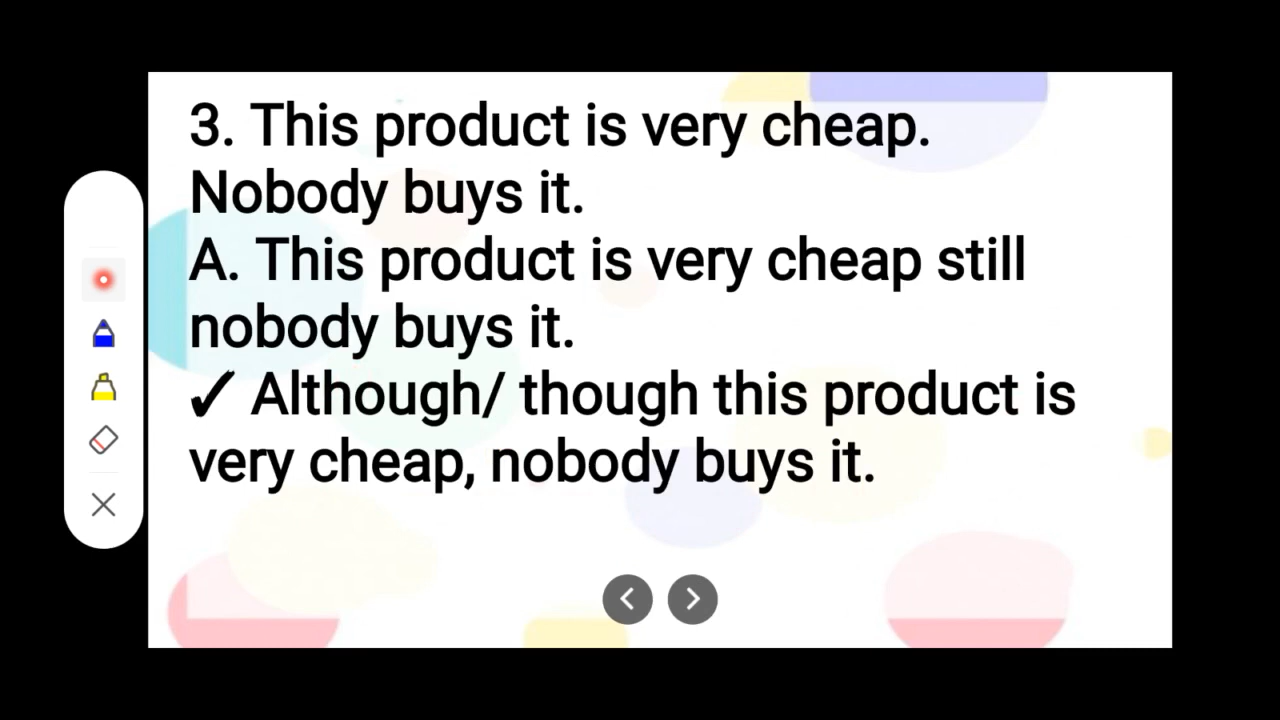 3. This product is very cheap.
Nobody buys it.
A. This product is very cheap still
nobody buys it.
✓ Although/ though this product is
very cheap, nobody buys it.